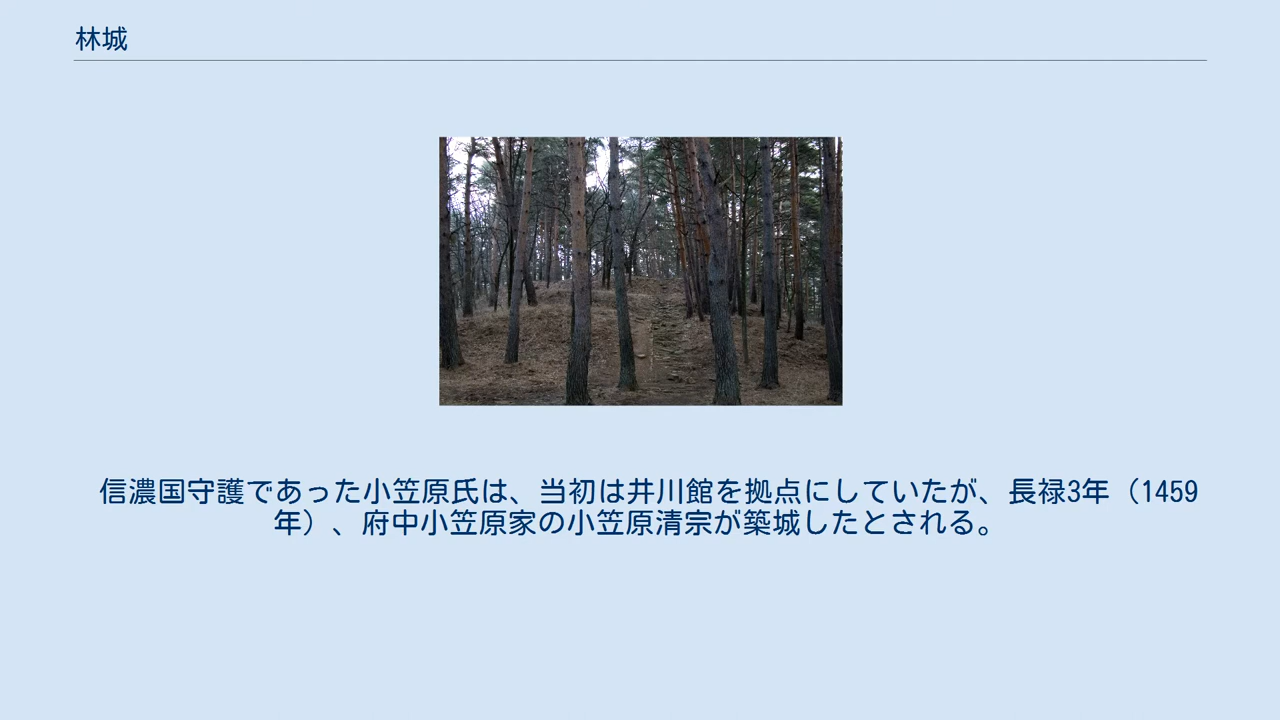 林城
信濃国守護であった小笠原氏は、当初は井川館を拠点にしていたが、長禄3年（1459
年）、府中小笠原家の小笠原清宗が築城したとされる。